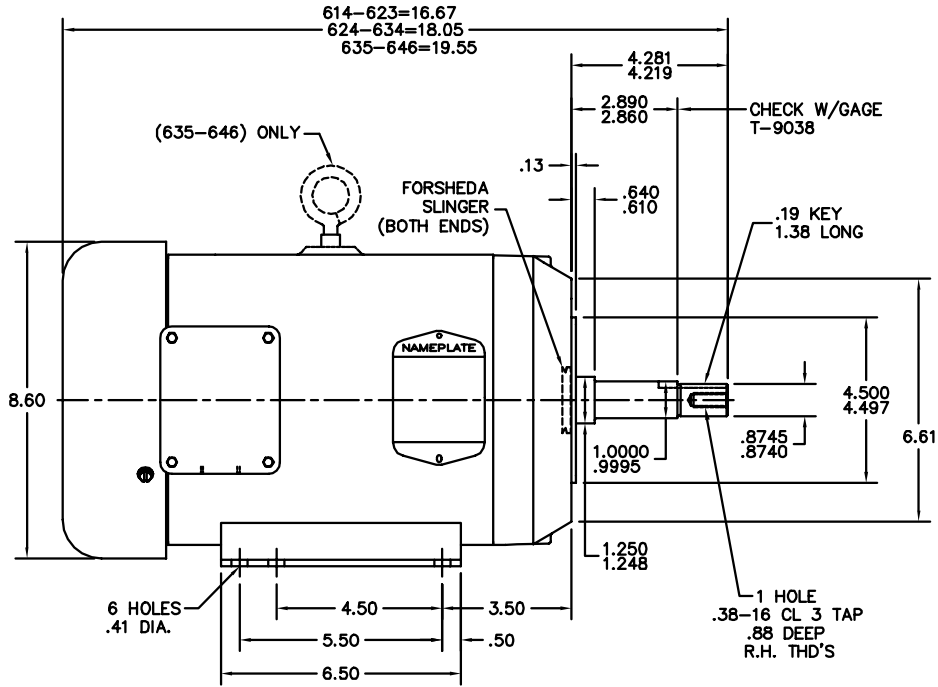 614-623=16.67
624-634=18.05
635-646=19.55
4.281
4.219
2.890
2.860
CHECK W/GAGE
T-9038
(635-646) ONLY
.13
FORSHEDA
SLINGER
(BOTH ENDS)
.640
.610
.19 KEY
1.38 LONG
NAMEPLATE
8.60
4.500
4.497
6.61
.8745
.8740
1.0000
.9995
1.250
1.248
6 HOLES
.41 DIA.
4.50
3.50
5.50
.50
6.50
1 HOLE
.38-16 CL 3 TAP
.88 DEEP
R.H. THD'S